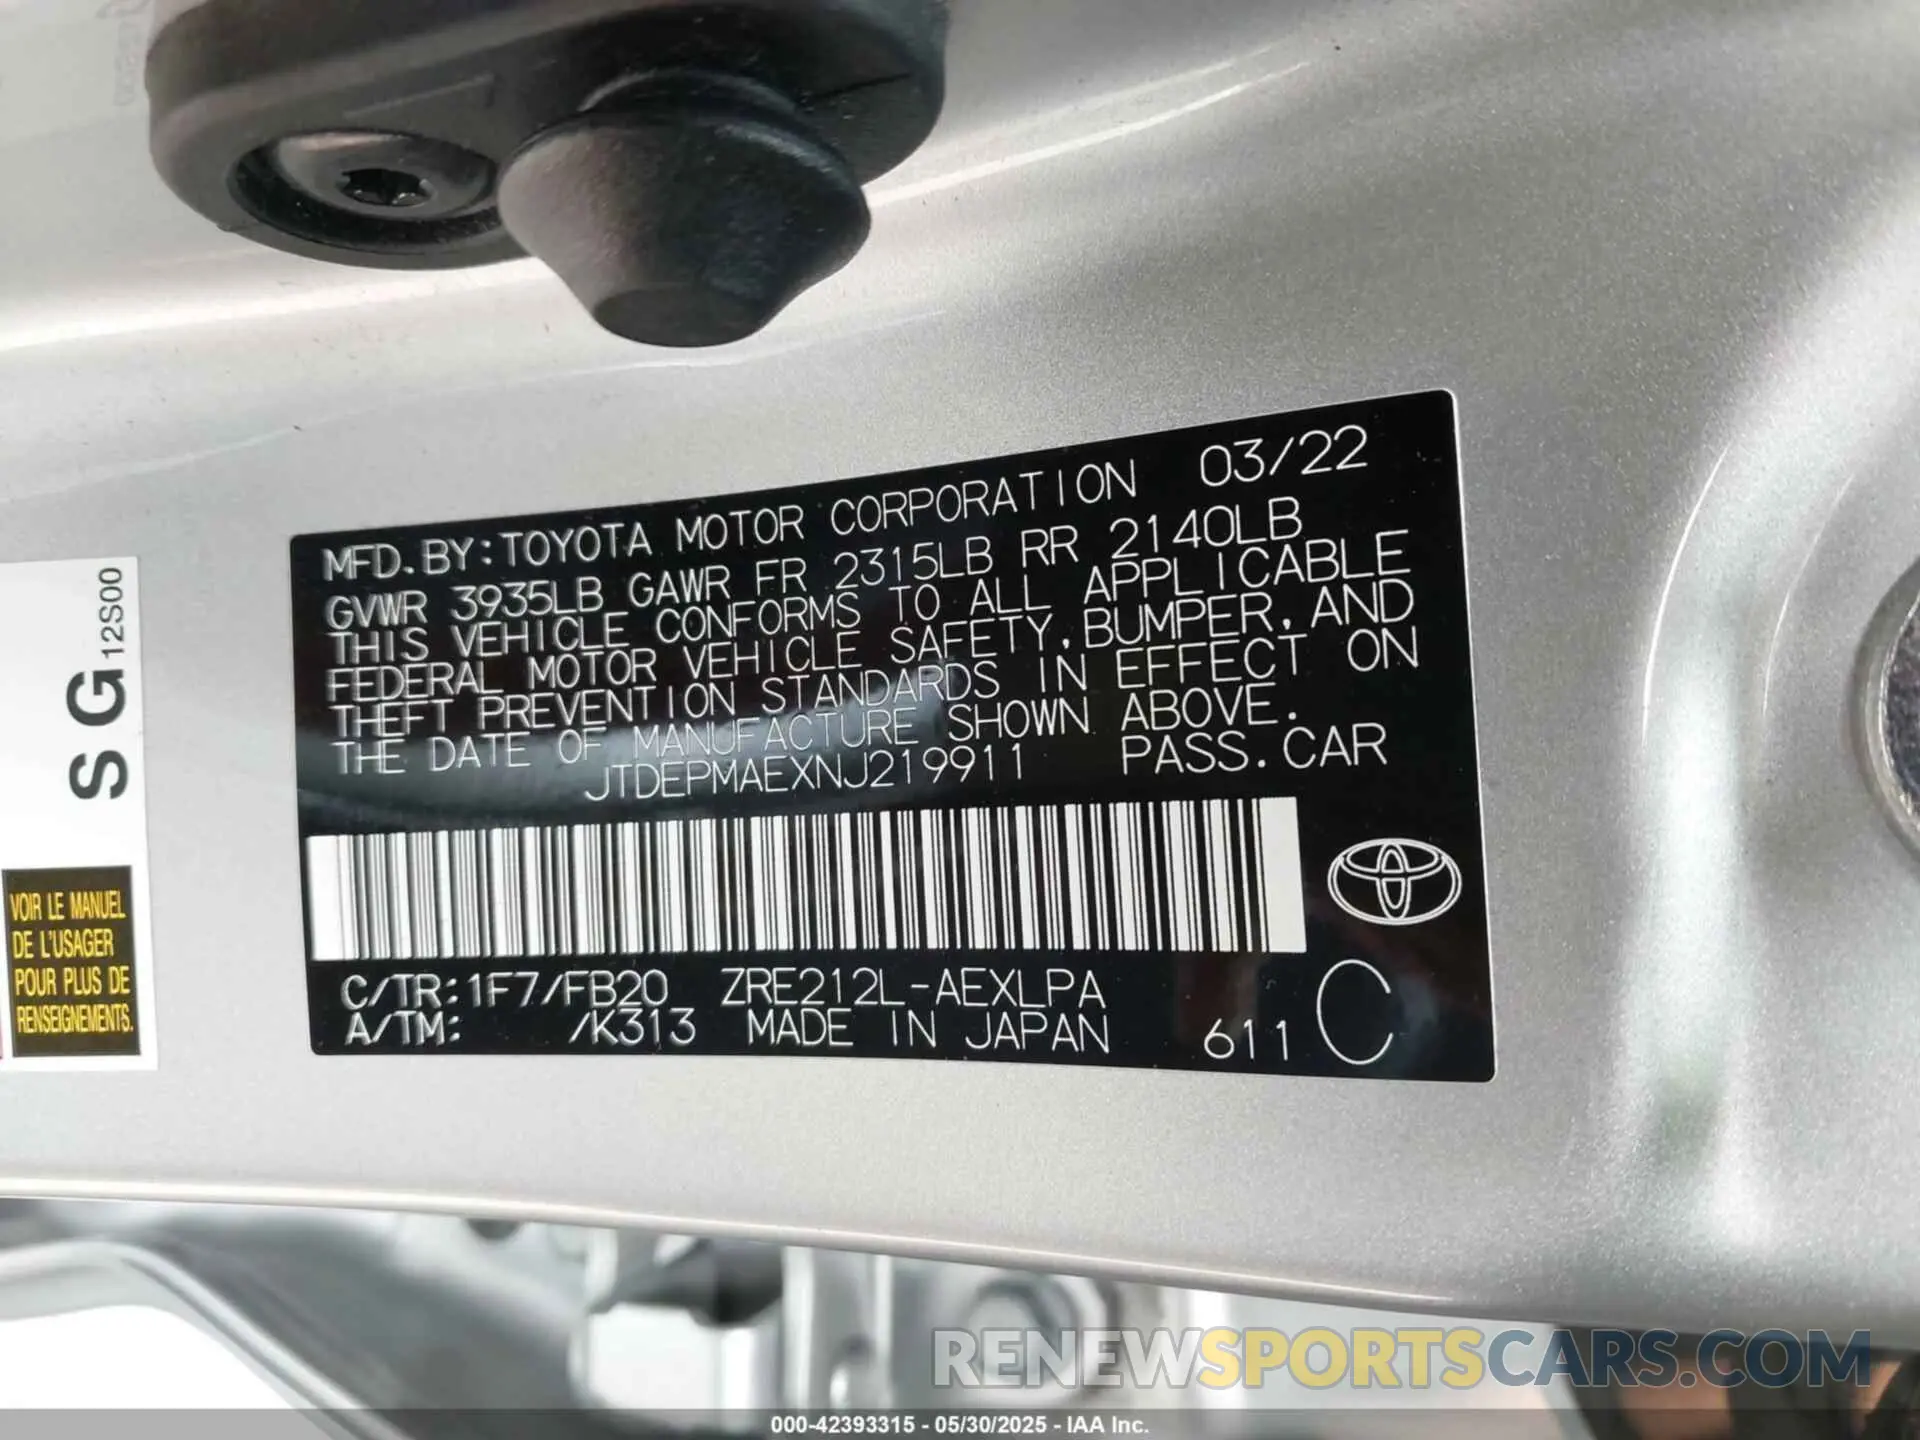 MFD.BY:TOYOTA MOTOR CORPORATION 03/22
GVWR 3935LB GAWR FR 2315LB RR 2140LB
THIS VEHICLE CONFORMS TO ALL APPLICABLE
FEDERAL MOTOR VEHICLE SAFETY, BUMPER, AND
THEFT PREVENTION STANDARDS IN EFFECT ON
THE DATE OF MANUFACTURE SHOWN ABOVE.
JTDEPMAEXNJ219911 PASS.CAR
C/TR:1F7/FB20 ZRE212L-AEXLPA
A/TM: /K313 MADE IN JAPAN 611 C
SG12S00
VOIR LE MANUEL
DE L'USAGER
POUR PLUS DE
RENSEIGNEMENTS.
RENEWSPORTSCARS.COM
000-42393315 - 05/30/2025 - IAA Inc.